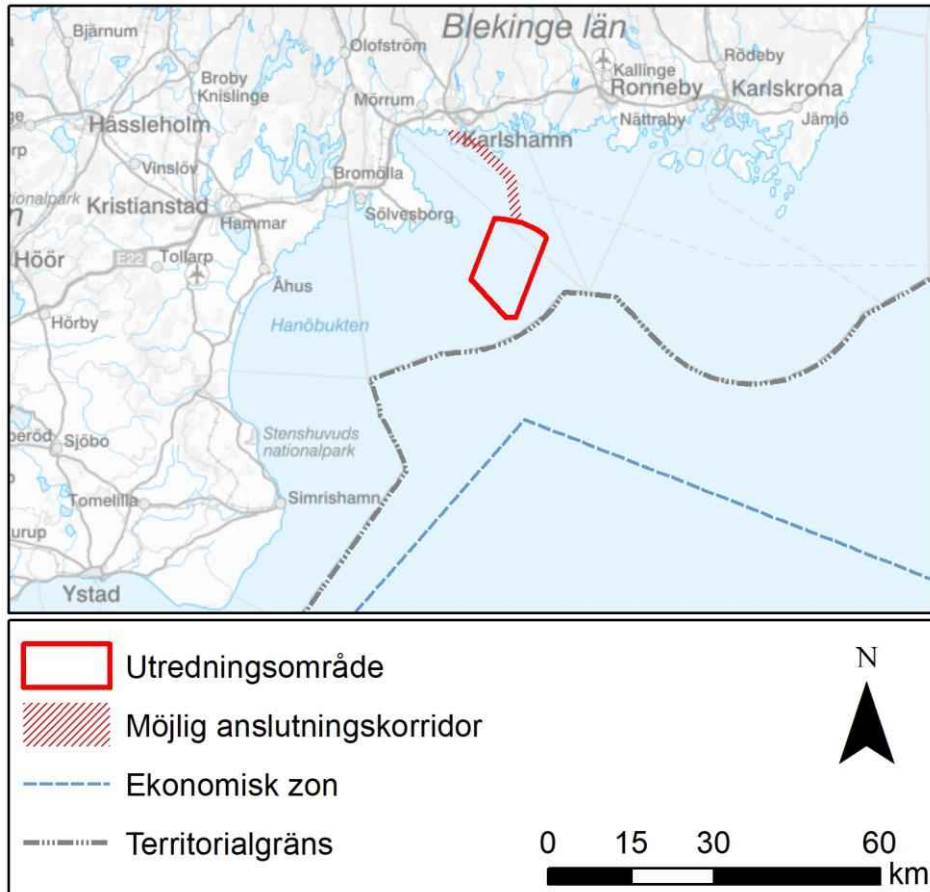 Blekinge län
Bjärnum
Olofström
Broby
Knislinge
Kallinge
Rödeby
Mörrum
Ronneby
Karlskrona
Hässleholm
Nättraby
Jämjö
Karlshamn
Vinslöv
Bromölla
nationalpark
Kristianstad
Sölvesborg
Hammar
Höör
E22
Tollarp
Åhus
Hörby
Hanöbukten
Stenshuvuds
nationalpark
Sjöbo
Tomelilla
Simrishamn
Ystad
Utredningsområde
N
Möjlig anslutningskorridor
Ekonomisk zon
Territorialgräns
0 15 30 60
km